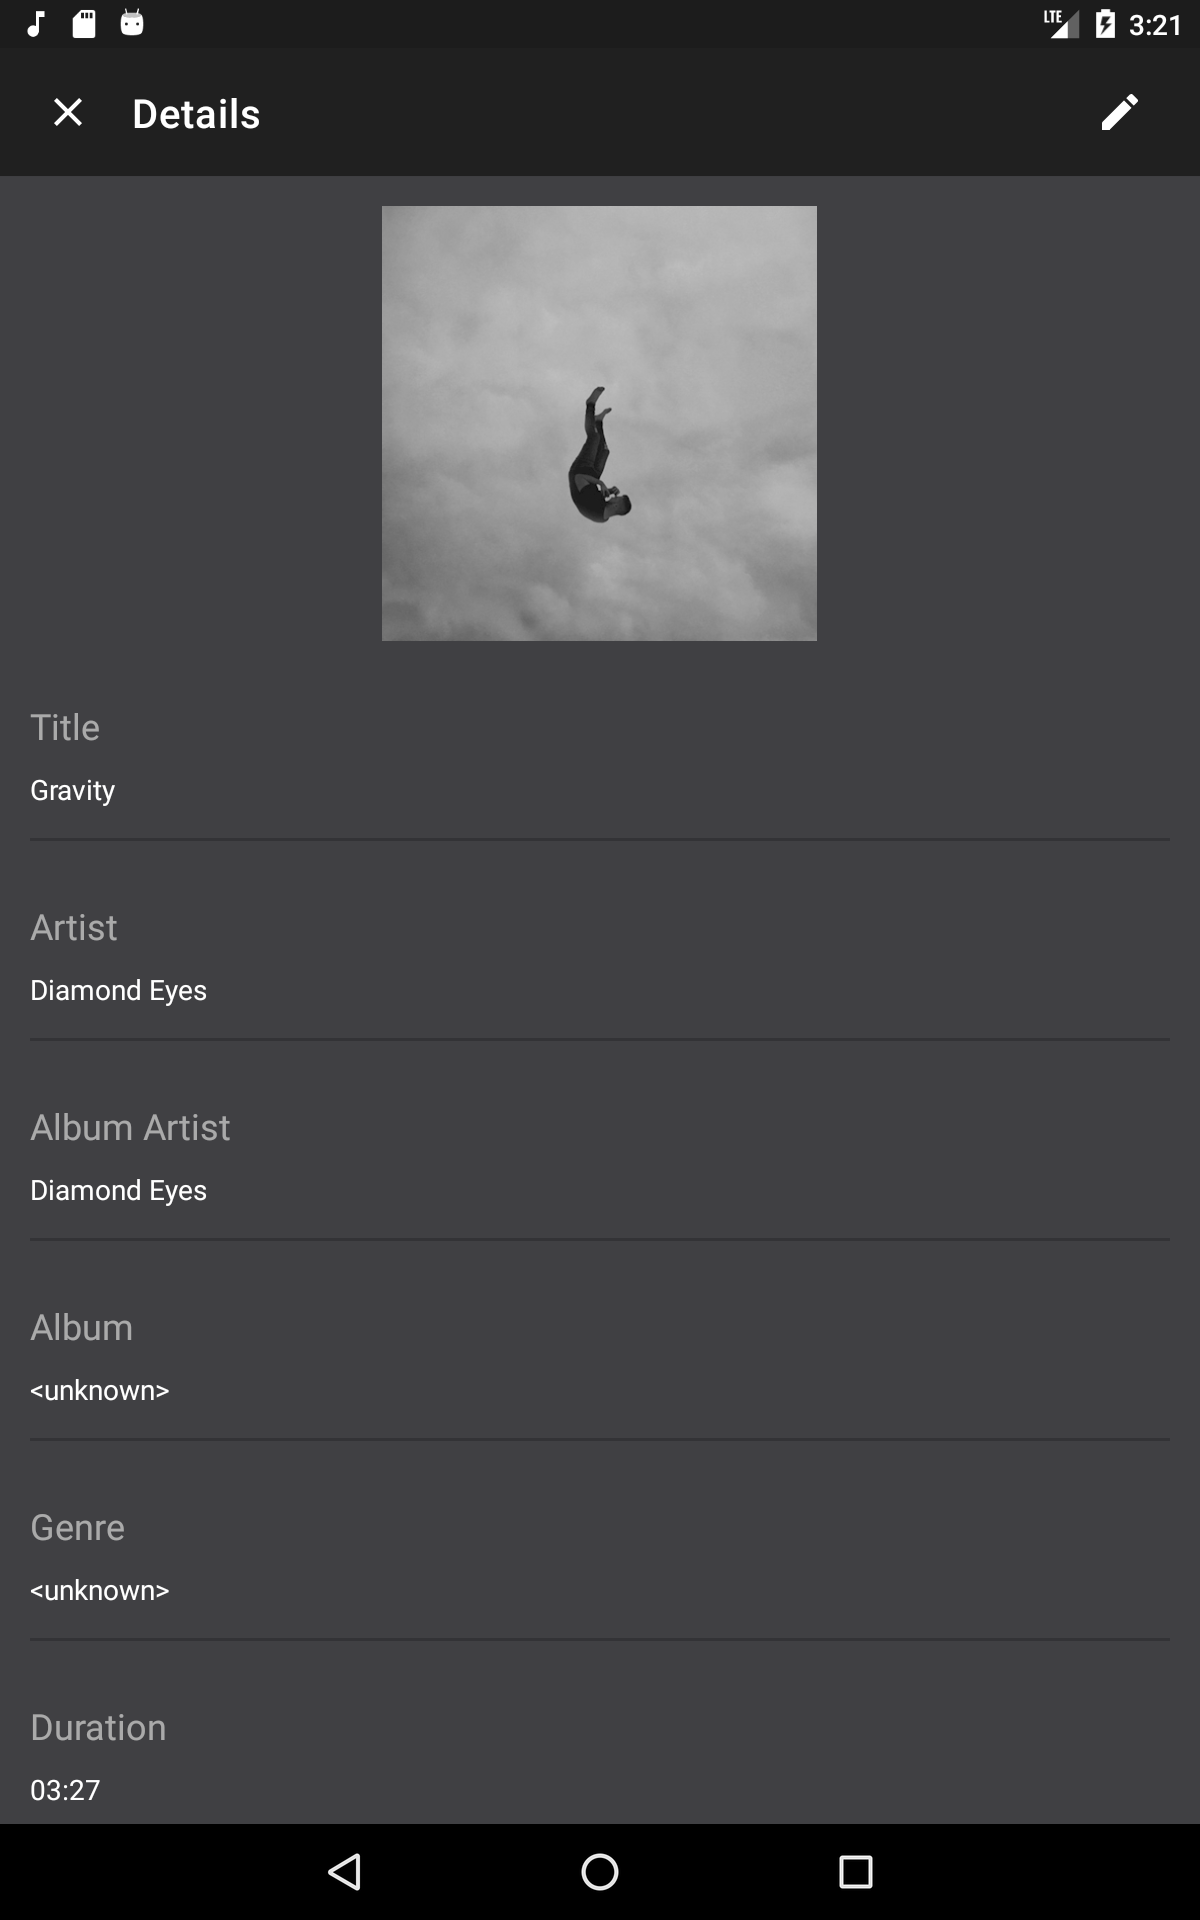 LTE 3:21
Details
Title
Gravity
Artist
Diamond Eyes
Album Artist
Diamond Eyes
Album
<unknown>
Genre
<unknown>
Duration
03:27